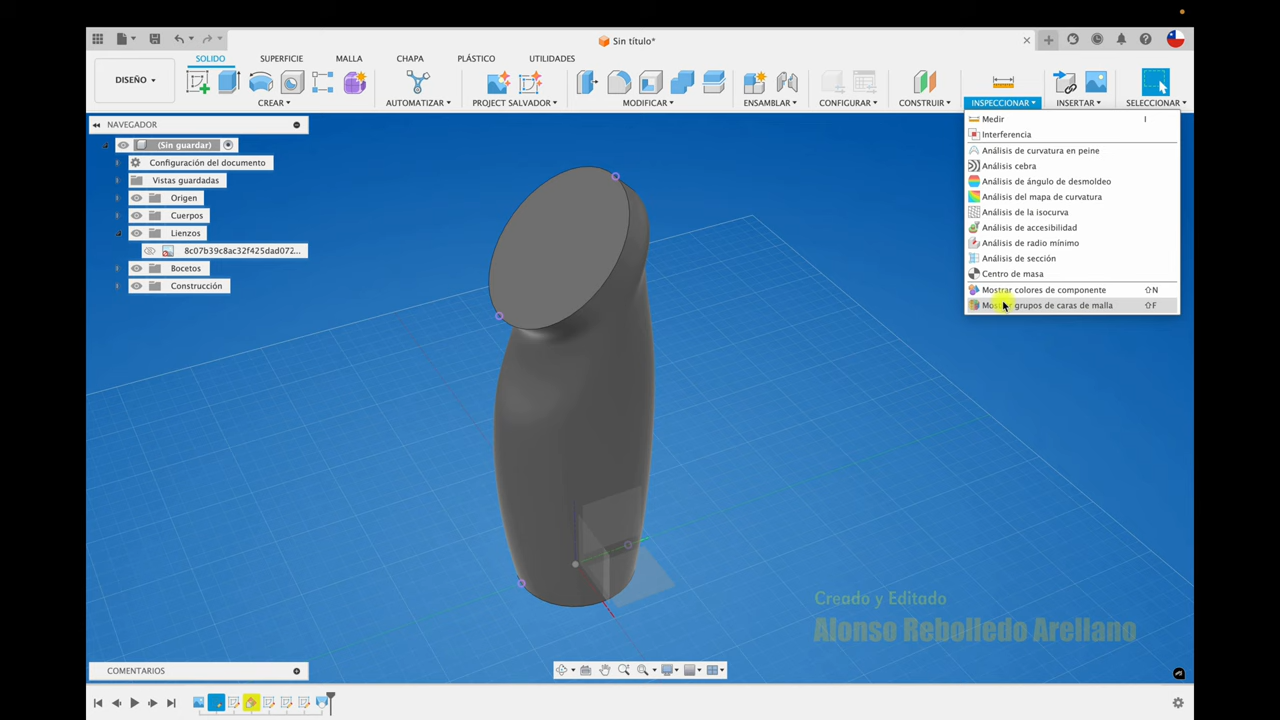 Sin título*
DISEÑO
SOLIDO
SUPERFICIE
MALLA
CHAPA
PLÁSTICO
UTILIDADES
CREAR
AUTOMATIZAR
PROJECT SALVADOR
MODIFICAR
ENSAMBLAR
CONFIGURAR
CONSTRUIR
INSPECCIONAR
INSERTAR
SELECCIONAR
NAVEGADOR
(Sin guardar)
Configuración del documento
Vistas guardadas
Origen
Cuerpos
Lienzos
8c07b39c8ac32f425dad072...
Bocetos
Construcción
Medir I
Interferencia
Análisis de curvatura en peine
Análisis cebra
Análisis de ángulo de desmoldeo
Análisis del mapa de curvatura
Análisis de la isocurva
Análisis de accesibilidad
Análisis de radio mínimo
Análisis de sección
Centro de masa
Mostrar colores de componente ⇧N
grupos de caras de malla ⇧F
Creado y Editado
Alonso Rebolledo Arellano
COMENTARIOS